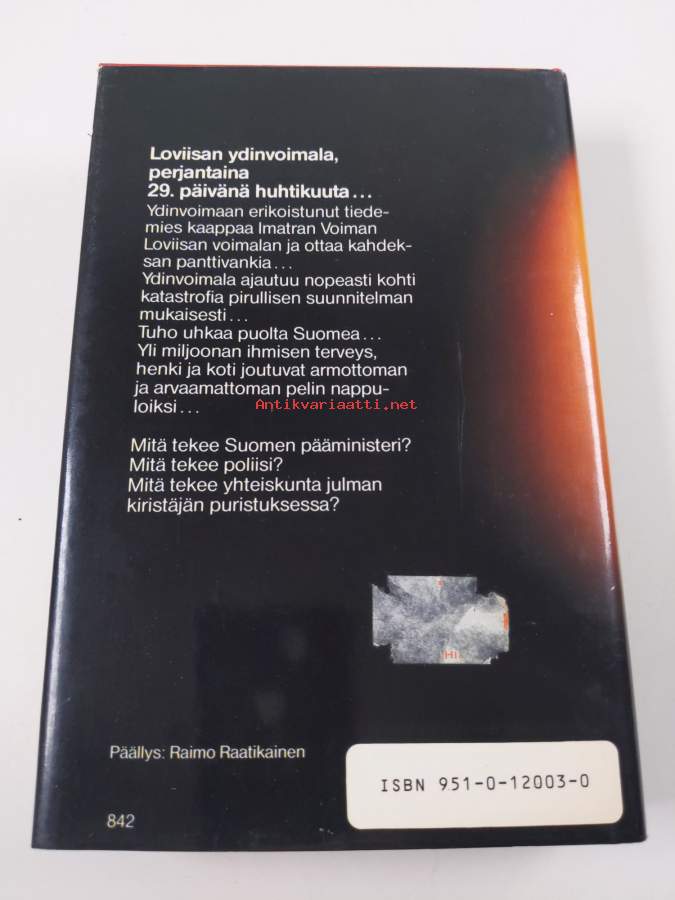 Loviisan ydinvoimala,
perjantaina
29. päivänä huhtikuuta...
Ydinvoimaan erikoistunut tiede-
mies kaappaa Imatran Voiman
Loviisan voimalan ja ottaa kahdek-
san panttivankia...
Ydinvoimala ajautuu nopeasti kohti
katastrofia pirullisen suunnitelman
mukaisesti...
Tuho uhkaa puolta Suomea...
Yli miljoonan ihmisen terveys,
henki ja koti joutuvat armottoman
ja arvaamattoman pelin nappu-
loiksi...
Antikvariaatti.net
Mitä tekee Suomen pääministeri?
Mitä tekee poliisi?
Mitä tekee yhteiskunta julman
kiristäjän puristuksessa?
Päällys: Raimo Raatikainen
ISBN 951-0-12003-0
842